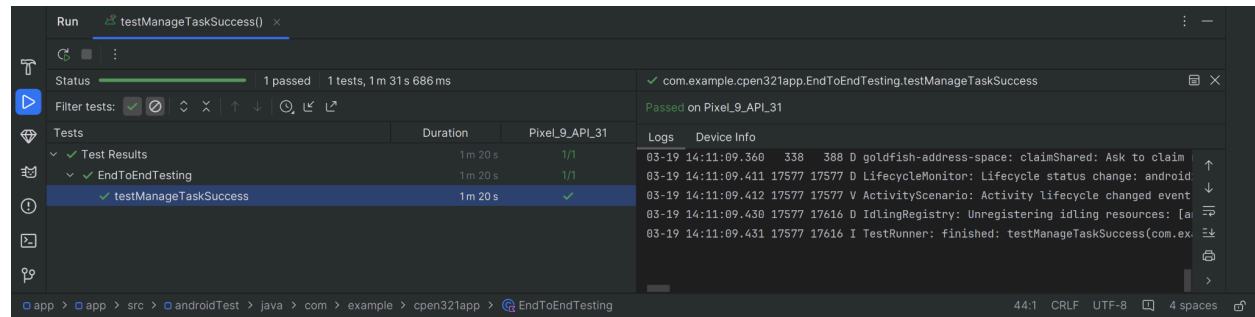 Run testManageTaskSuccess()
Status 1 passed 1 tests, 1 m 31 s 686 ms
Filter tests:
Tests Duration Pixel_9_API_31
Test Results 1 m 20 s 1/1
EndToEndTesting 1 m 20 s 1/1
testManageTaskSuccess 1 m 20 s
com.example.cpen321app.EndToEndTesting.testManageTaskSuccess
Passed on Pixel_9_API_31
Logs Device Info
03-19 14:11:09.360 338 388 D goldfish-address-space: claimShared: Ask to claim
03-19 14:11:09.411 17577 17577 D LifecycleMonitor: Lifecycle status change: android
03-19 14:11:09.412 17577 17577 V ActivityScenario: Activity lifecycle changed event
03-19 14:11:09.430 17577 17616 D IdlingRegistry: Unregistering idling resources: [a
03-19 14:11:09.431 17577 17616 I TestRunner: finished: testManageTaskSuccess(com.ex
app > app > src > androidTest > java > com > example > cpen321app > EndToEndTesting
44:1 CRLF UTF-8 4 spaces